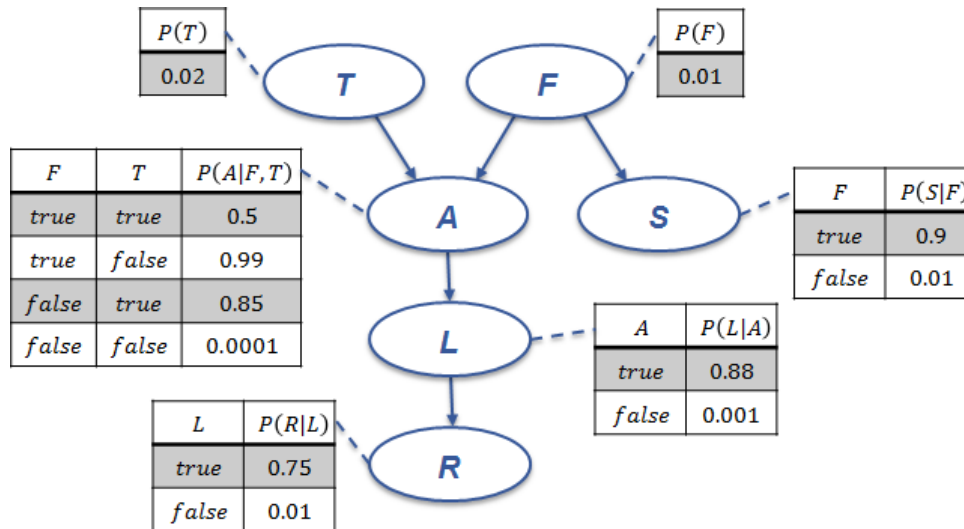 P(T)
0.02
T
F
P(F)
0.01
F T P(A|F,T)
true true 0.5
true false 0.99
false true 0.85
false false 0.0001
A
S
F P(S|F)
true 0.9
false 0.01
L
A P(L|A)
true 0.88
false 0.001
L P(R|L)
true 0.75
false 0.01
R